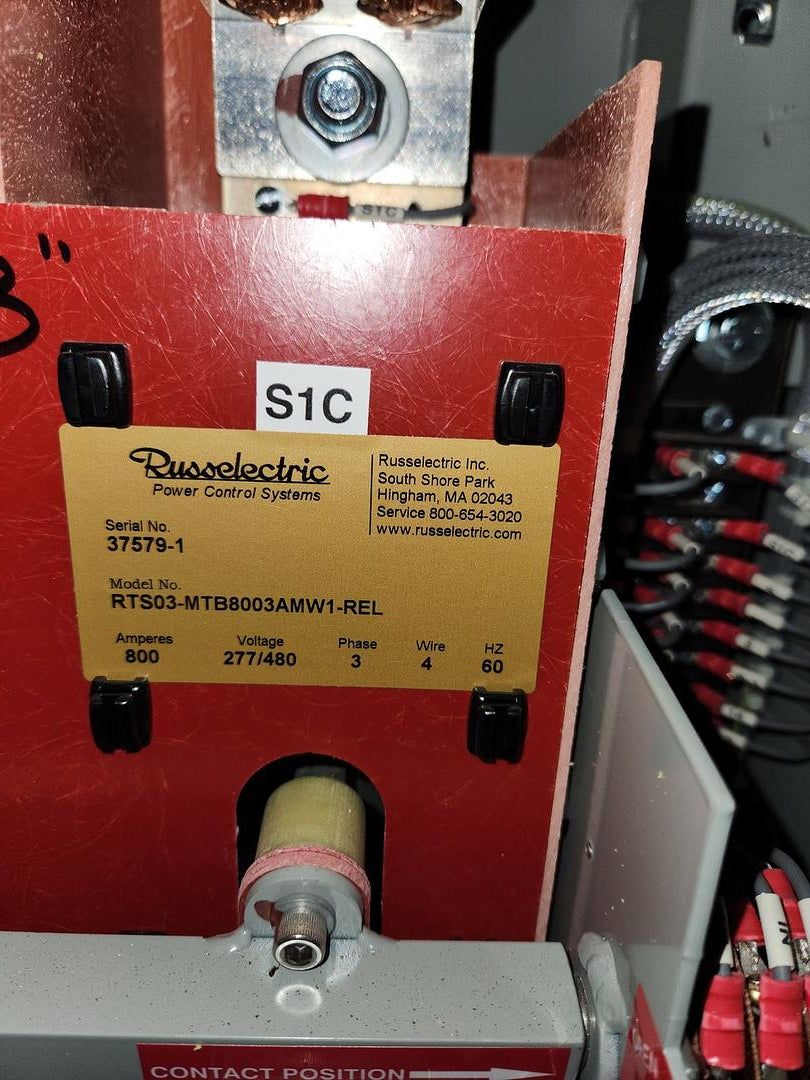 S1C
8"
S1C
Russelectric
Power Control Systems
Russelectric Inc.
South Shore Park
Hingham, MA 02043
Service 800-654-3020
www.russelectric.com
Serial No.
37579-1
Model No.
RTS03-MTB8003AMW1-REL
Amperes
800
Voltage
277/480
Phase
3
Wire
4
HZ
60
CONTACT POSITION